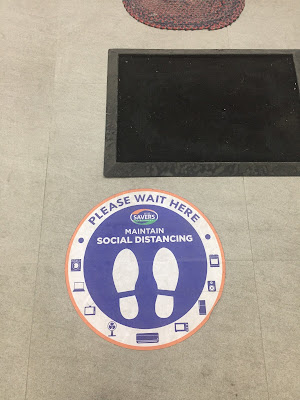 PLEASE WAIT HERE
SAVERS
MAINTAIN
SOCIAL DISTANCING